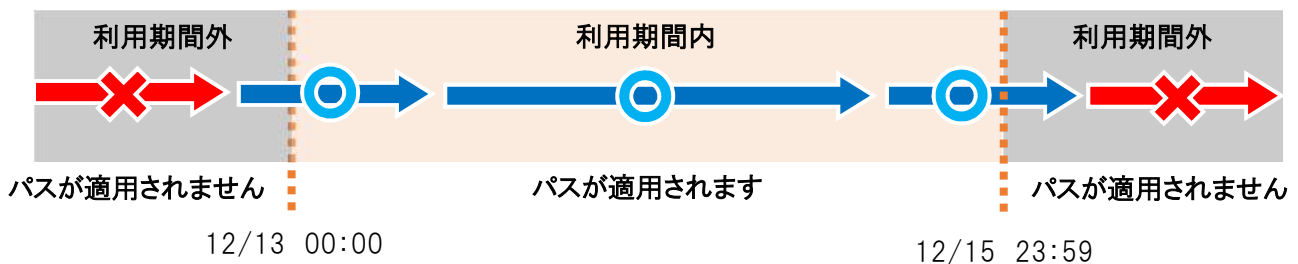 利用期間外
利用期間内
利用期間外
パスが適用されません
パスが適用されます
パスが適用されません
12/13 00:00
12/15 23:59